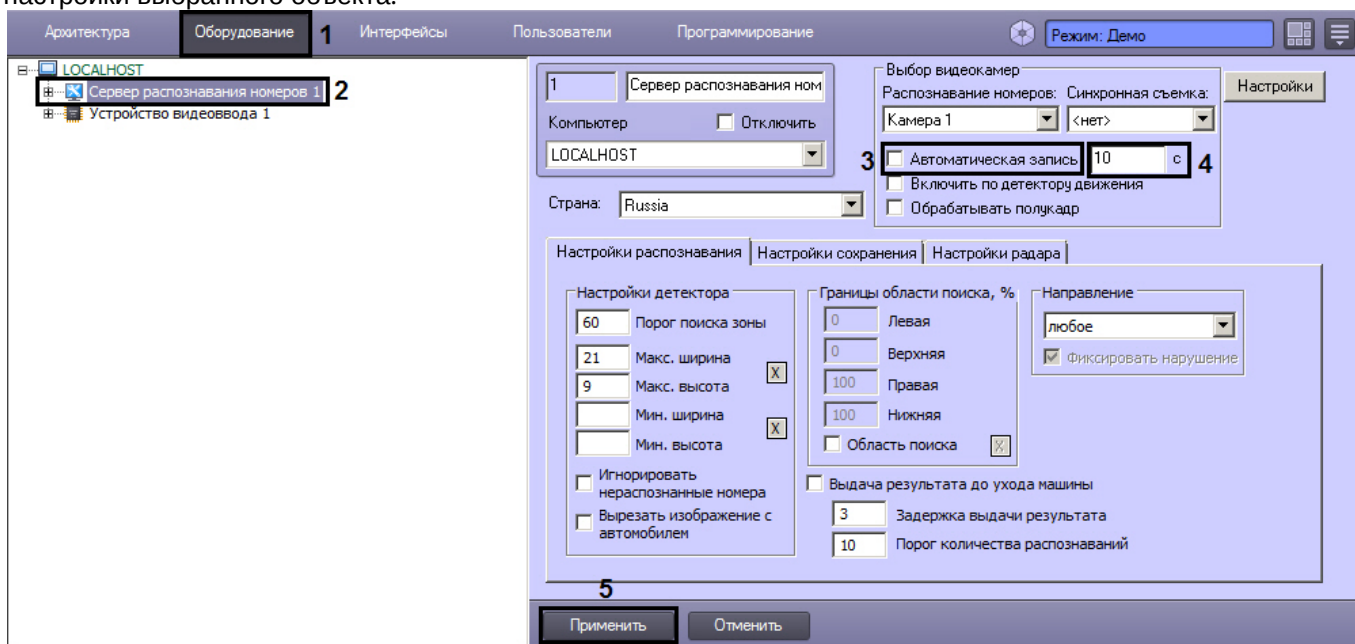 настройки выбранного объекта.
Архитектура Оборудование 1 Интерфейсы Пользователи Программирование Режим: Демо
LOCALHOST
Сервер распознавания номеров 1 2
Устройство видеоввода 1
1 Сервер распознавания ном
Компьютер Отключить
LOCALHOST
Страна: Russia
Выбор видеокамер
Распознавание номеров: Синхронная съемка:
Камера 1 <нет>
3 Автоматическая запись 10 с 4
Включить по детектору движения
Обрабатывать полукадр
Настройки
Настройки распознавания Настройки сохранения Настройки радара
Настройки детектора
60 Порог поиска зоны
21 Макс. ширина
X
9 Макс. высота
Мин. ширина
X
Мин. высота
Игнорировать
нераспознанные номера
Вырезать изображение с
автомобилем
Границы области поиска, %
0 Левая
0 Верхняя
100 Правая
100 Нижняя
Область поиска X
Направление
любое
Фиксировать нарушение
Выдача результата до ухода машины
3 Задержка выдачи результата
10 Порог количества распознаваний
5
Применить Отменить